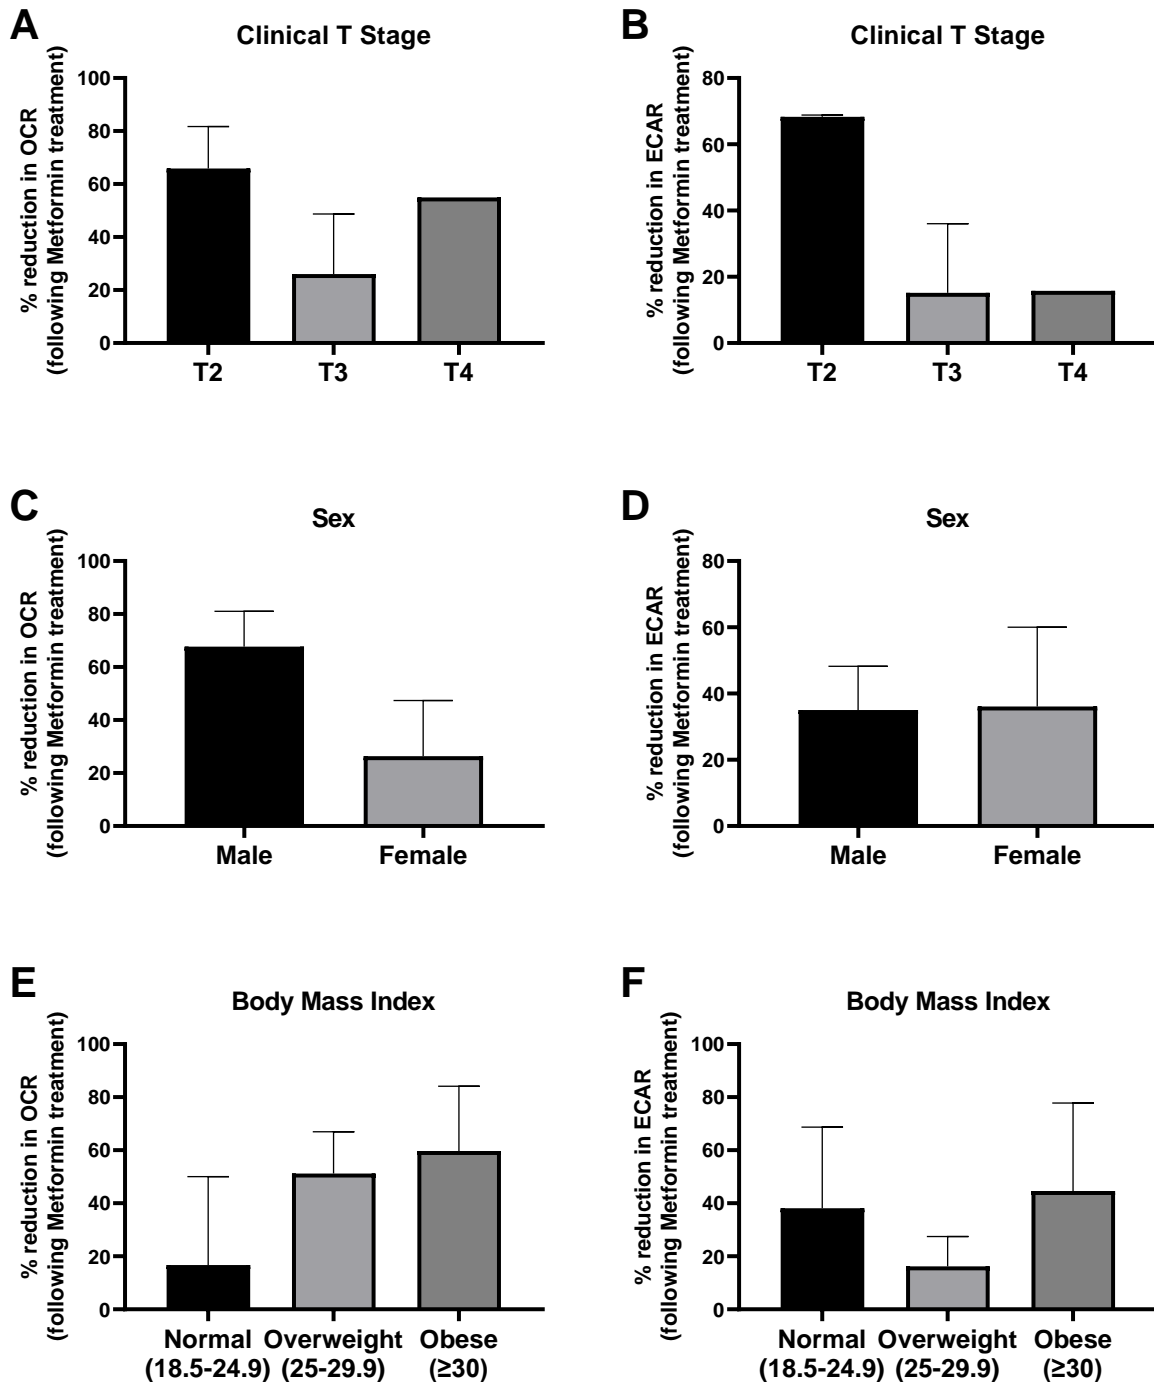 A
Clinical T Stage
% reduction in OCR
(following Metformin treatment)
100
80
60
40
20
0
T2 T3 T4
B
Clinical T Stage
% reduction in ECAR
(following Metformin treatment)
80
60
40
20
0
T2 T3 T4
C
Sex
% reduction in OCR
(following Metformin treatment)
100
80
60
40
20
0
Male Female
D
Sex
% reduction in ECAR
(following Metformin treatment)
80
60
40
20
0
Male Female
E
Body Mass Index
% reduction in OCR
(following Metformin treatment)
100
80
60
40
20
0
Normal Overweight Obese
(18.5-24.9) (25-29.9) (≥30)
F
Body Mass Index
% reduction in ECAR
(following Metformin treatment)
100
80
60
40
20
0
Normal Overweight Obese
(18.5-24.9) (25-29.9) (≥30)